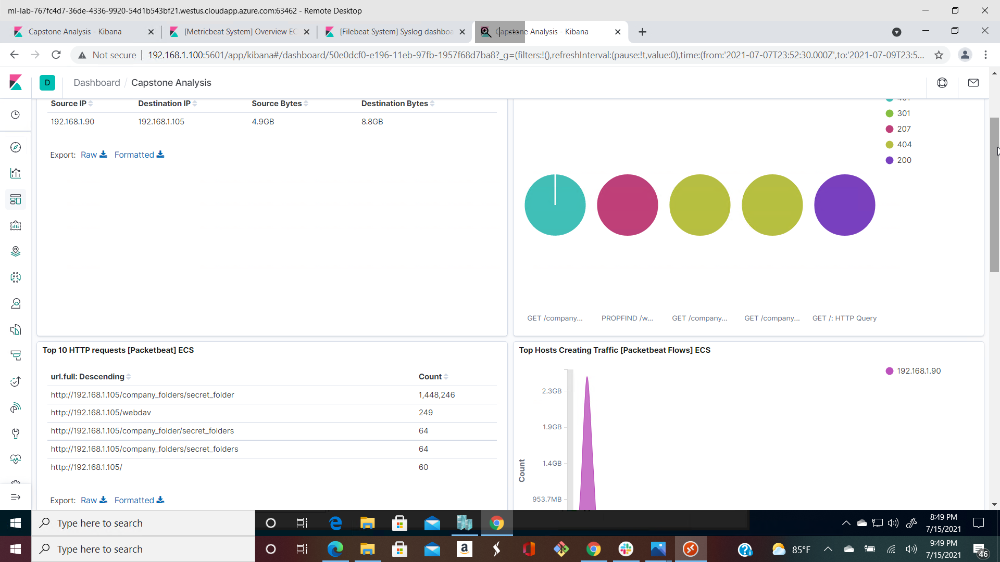 ml-lab-767fc4d7-36de-4336-9920-54d1b543bf21.westus.cloudapp.azure.com:63462 - Remote Desktop
Capstone Analysis - Kibana
[Metricbeat System] Overview EC
[Filebeat System] Syslog dashboa
Capstone Analysis - Kibana
Not secure
192.168.1.100:5601/app/kibana#/dashboard/50e0dcf0-e196-11eb-97fb-1957f68d7ba8?_g=(filters:!(),refreshInterval:(pause:!t,value:0),time:(from:'2021-07-07T23:52:30.000Z',to:'2021-07-09T23:5...
D
Dashboard / Capstone Analysis
Source IP Destination IP Source Bytes Destination Bytes
192.168.1.90 192.168.1.105 4.9GB 8.8GB
Export: Raw Formatted
401
301
207
404
200
GET /company... PROPFIND /w... GET /company... GET /company... GET /: HTTP Query
Top 10 HTTP requests [Packetbeat] ECS
url.full: Descending Count
http://192.168.1.105/company_folders/secret_folder 1,448,246
http://192.168.1.105/webdav 249
http://192.168.1.105/company_folder/secret_folders 64
http://192.168.1.105/company_folders/secret_folders 64
http://192.168.1.105/ 60
Export: Raw Formatted
Top Hosts Creating Traffic [Packetbeat Flows] ECS
192.168.1.90
2.3GB
1.9GB
1.4GB
953.7MB
Count
Type here to search
8:49 PM
7/15/2021
Type here to search
85°F
9:49 PM
7/15/2021
46